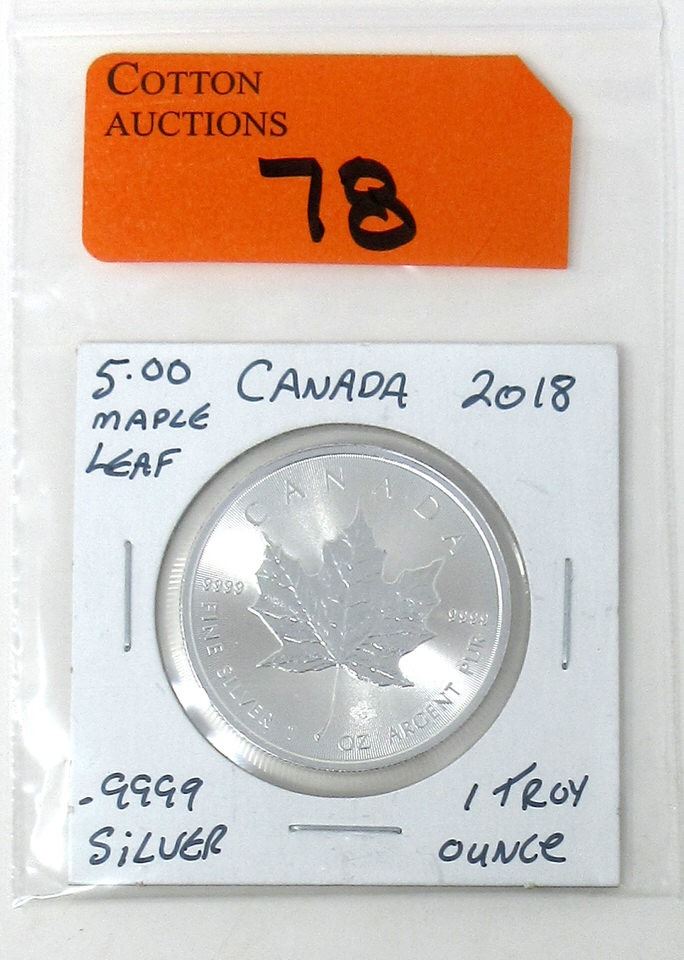 COTTON
AUCTIONS
78
5.00 CANADA 2018
MAPLE
LEAF
CANADA
9999 9999
FINE SILVER 1 OZ ARGENT PUR
.9999 1 TROY
SILVER OUNCE